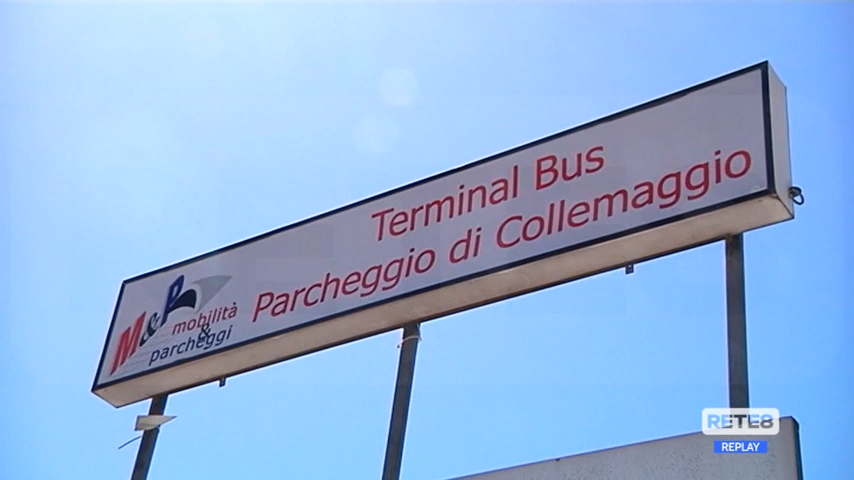 Terminal Bus
Parcheggio di Collemaggio
M&P
mobilità
&
parcheggi
RETE8
REPLAY